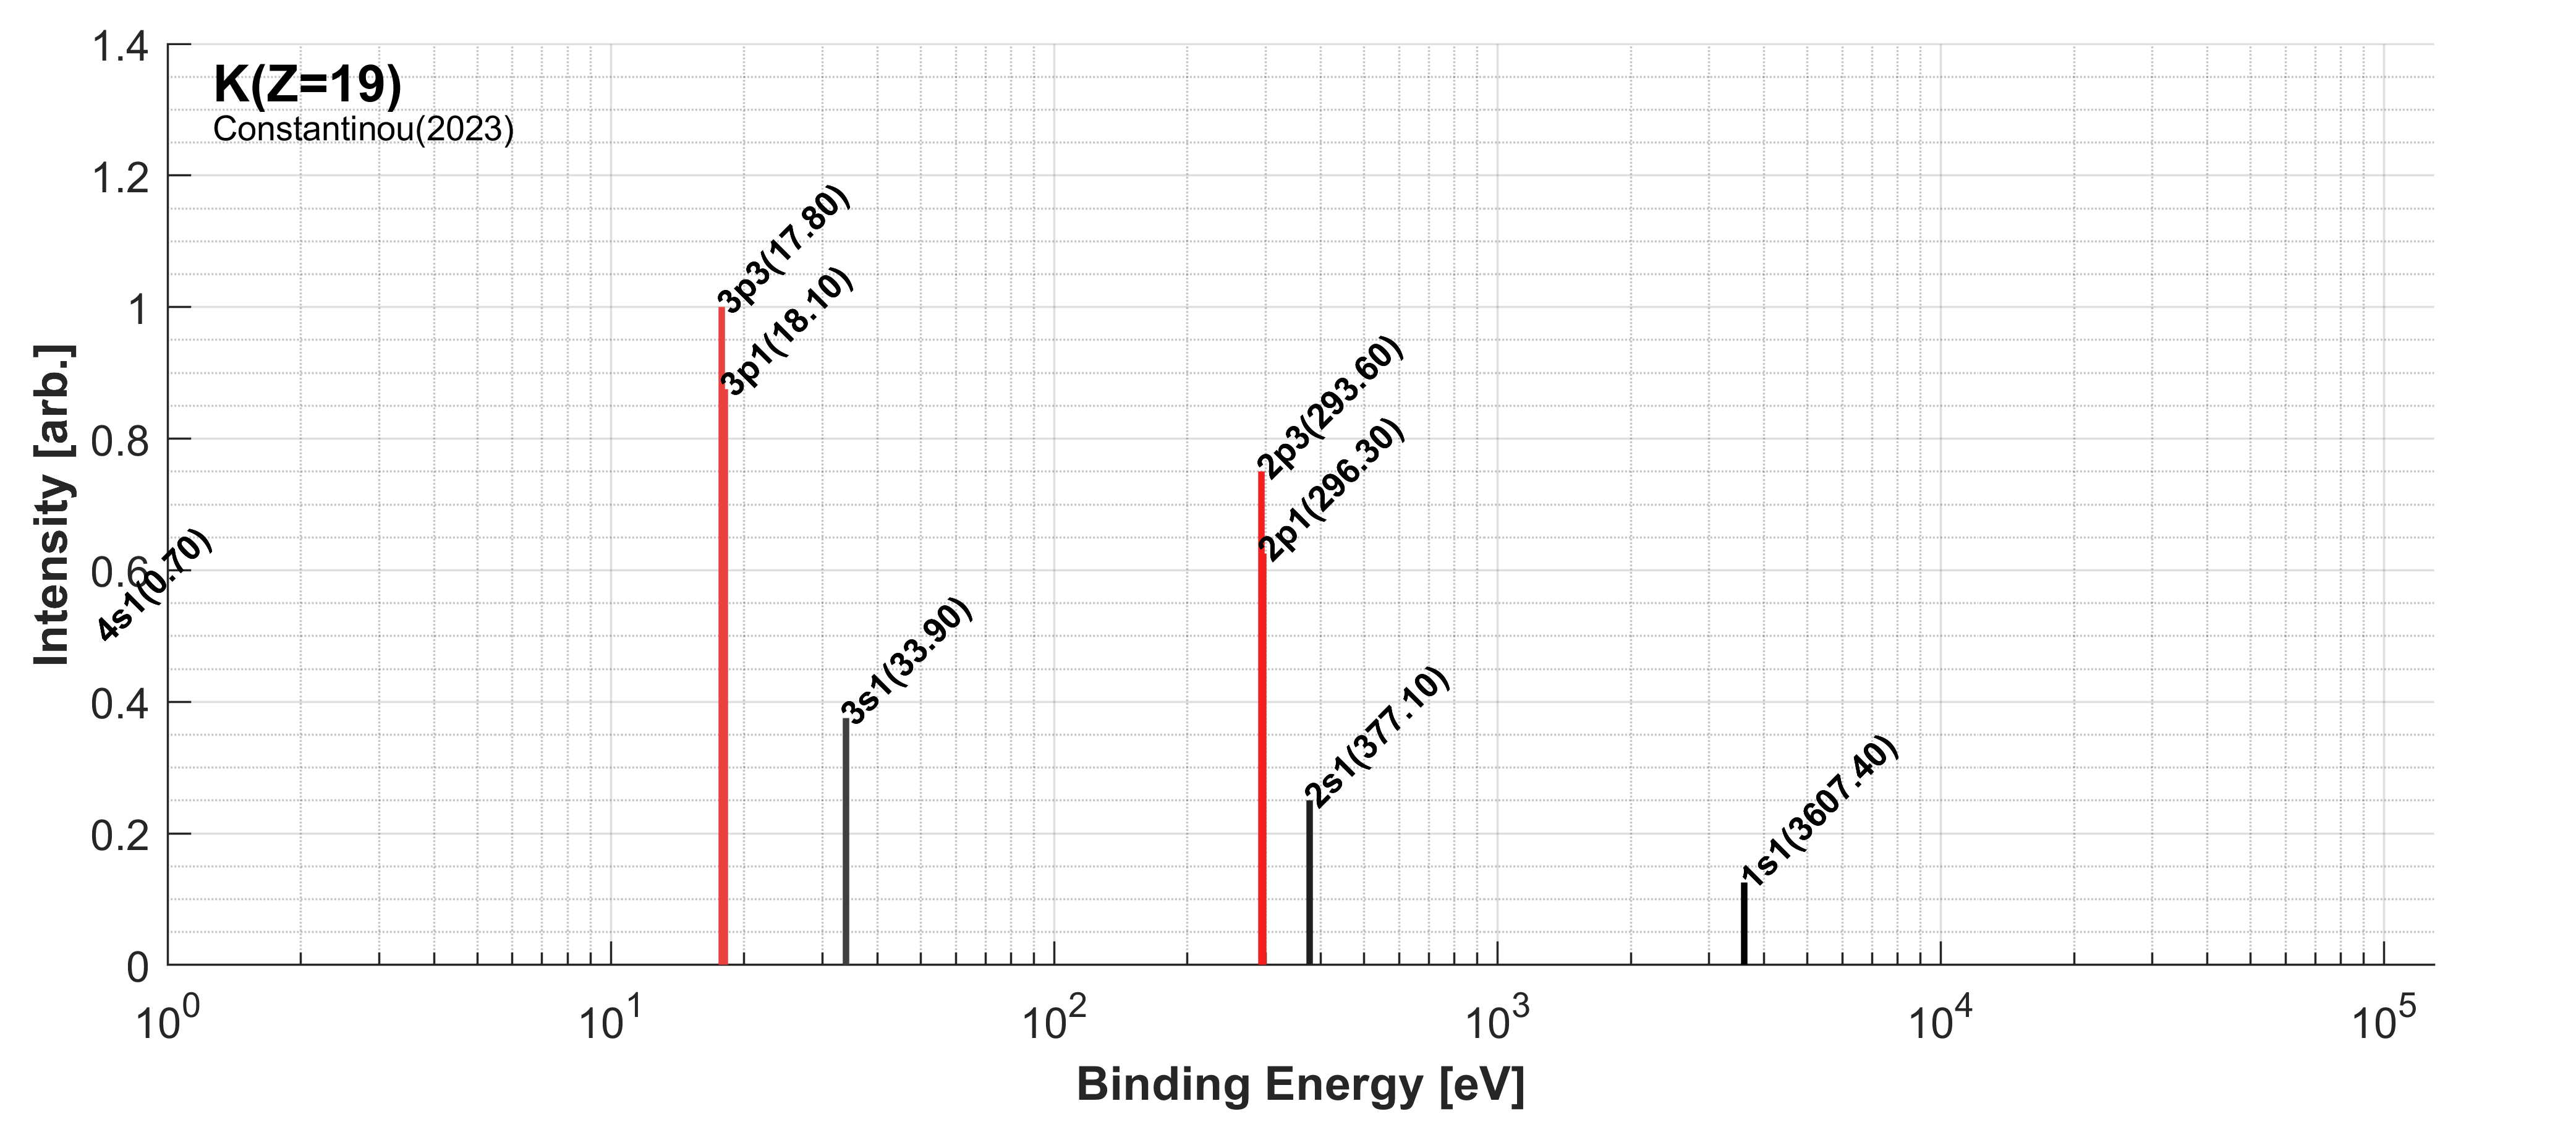 K(Z=19)
Constantinou(2023)
Intensity [arb.]
1.4
1.2
1
0.8
0.6
0.4
0.2
0
4s1(0.70)
3p3(17.80)
3p1(18.10)
3s1(33.90)
2p3(293.60)
2p1(296.30)
2s1(377.10)
1s1(3607.40)
10^0
10^1
10^2
10^3
10^4
10^5
Binding Energy [eV]